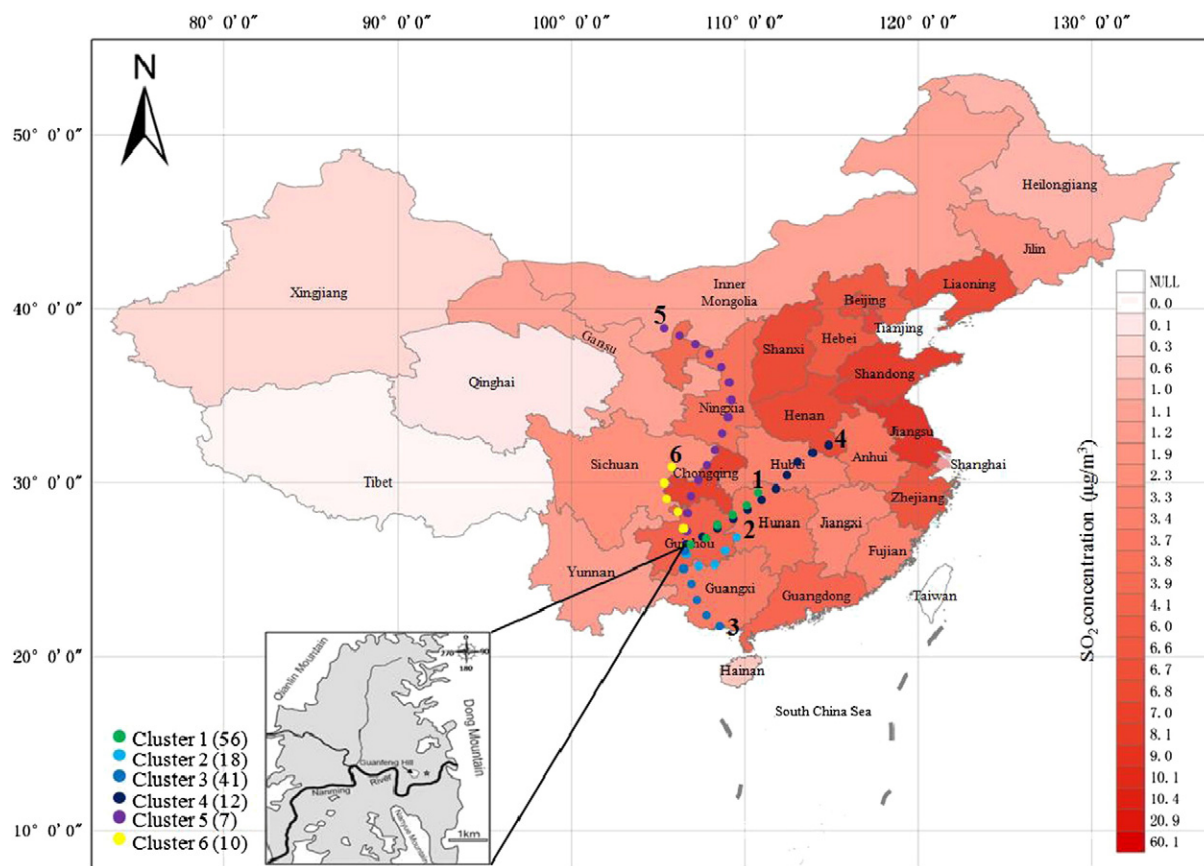 80° 0′0″ 90° 0′0″ 100° 0′0″ 110° 0′0″ 120° 0′0″ 130° 0′0″
N
50° 0′0″
40° 0′0″
30° 0′0″
20° 0′0″
10° 0′0″
Heilongjiang
Jilin
Liaoning
Inner
Mongolia
Beijing
Tianjing
Xingjiang
Gansu
Shanxi
Hebei
Shandong
Qinghai
Ningxia
Henan
Jiangsu
Sichuan
Chongqing
Hubei
Anhui
Shanghai
Tibet
Zhejiang
Hunan
Jiangxi
Guizhou
Fujian
Yunnan
Guangxi
Guangdong
Taiwan
Hainan
South China Sea
5
4
6
1
2
3
SO2 concentration (μg/m3)
NULL
0.0
0.1
0.3
0.6
1.0
1.1
1.2
2.3
3.3
3.4
3.7
3.8
3.9
4.1
6.0
6.6
6.7
6.8
7.0
8.1
9.0
10.1
10.4
20.9
60.1
Cluster 1 (56)
Cluster 2 (18)
Cluster 3 (41)
Cluster 4 (12)
Cluster 5 (7)
Cluster 6 (10)
0
270 90
180
Qianlin Mountain
Dong Mountain
Guanfeng Hill
Nanming
River
Nanyue Mountain
1km